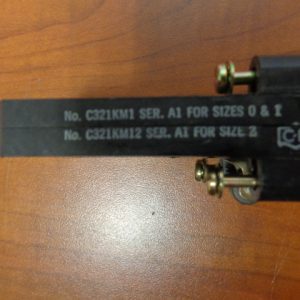 No. C321KM1 SER. A1 FOR SIZES 0 & 1
No. C321KM12 SER. A1 FOR SIZE 2